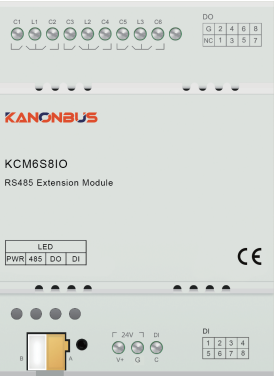 C1 L1 C2 C3 L2 C4 C5 L3 C6
DO
G 2 4 6 8
NC 1 3 5 7
KANONBUS
KCM6S8IO
RS485 Extension Module
LED
PWR 485 DO DI
CE
24V DI
V+ G C
B A
DI
1 2 3 4
5 6 7 8